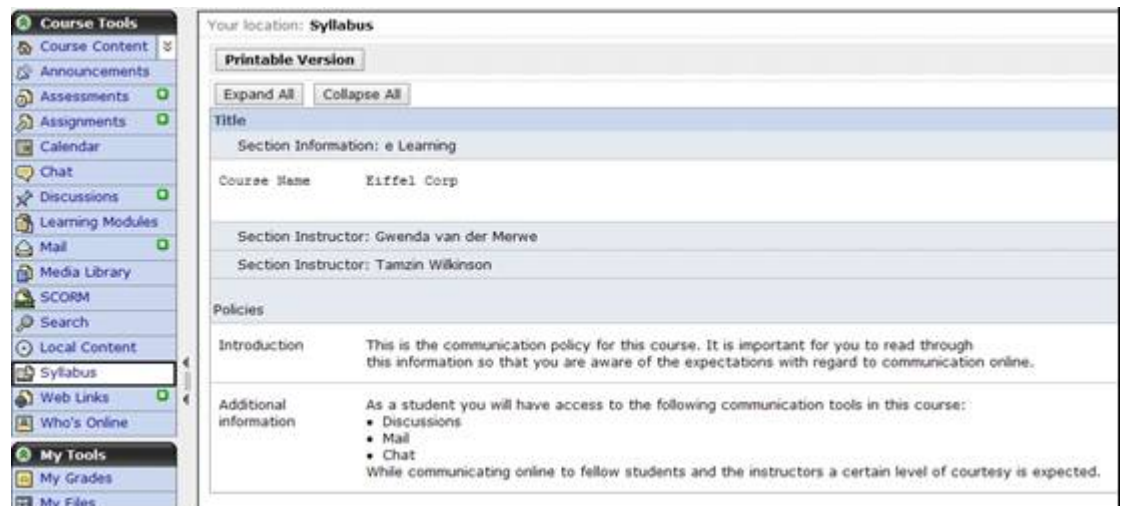 Course Tools
Course Content
Announcements
Assessments
Assignments
Calendar
Chat
Discussions
Learning Modules
Mail
Media Library
SCORM
Search
Local Content
Syllabus
Web Links
Who's Online
My Tools
My Grades
My Files
Your location: Syllabus
Printable Version
Expand All Collapse All
Title
Section Information: e Learning
Course Name Eiffel Corp
Section Instructor: Gwenda van der Merwe
Section Instructor: Tamzin Wilkinson
Policies
Introduction This is the communication policy for this course. It is important for you to read through
this information so that you are aware of the expectations with regard to communication online.
Additional As a student you will have access to the following communication tools in this course:
information • Discussions
• Mail
• Chat
While communicating online to fellow students and the instructors a certain level of courtesy is expected.